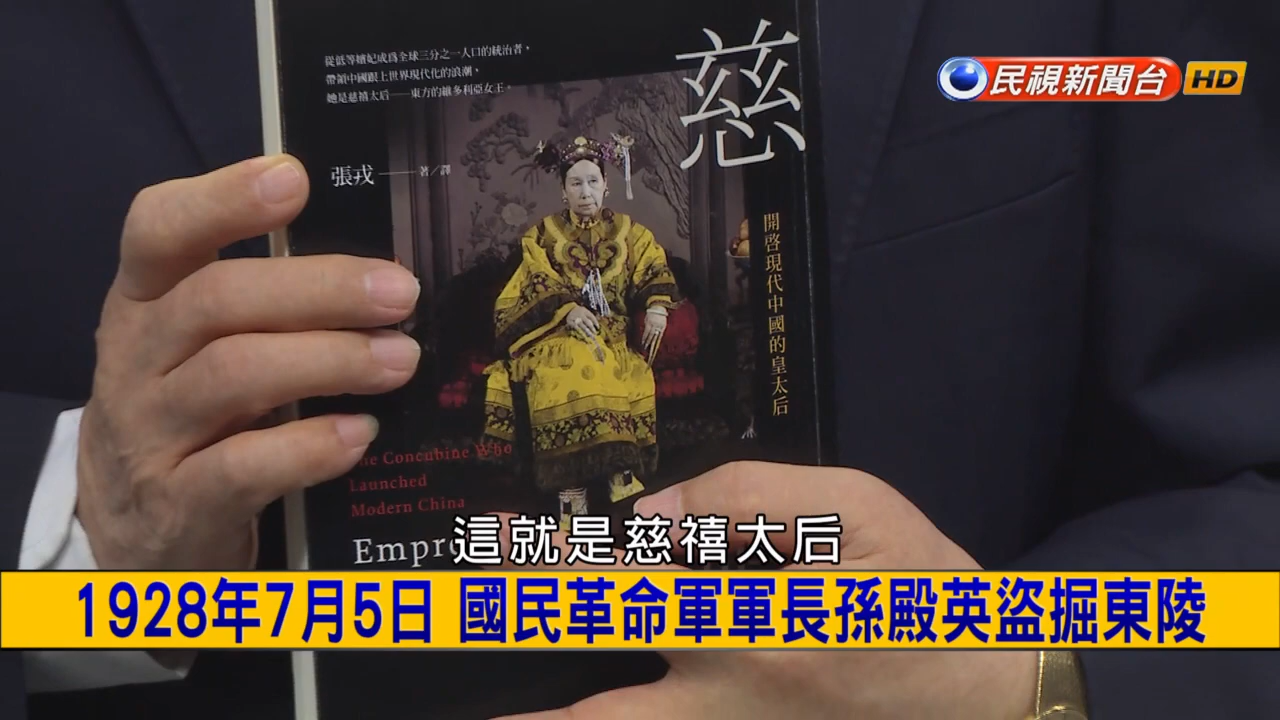 從低等嬪妃成為全球三分之一人口的統治者，
帶領中國跟上世界現代化的浪潮，
她是慈禧太后——東方的維多利亞女王。
慈
民視新聞台 HD
張戎——著／譯
開啓現代中國的皇太后
The Concubine Who
Launched
Modern China
Empre
這就是慈禧太后
1928年7月5日 國民革命軍軍長孫殿英盜掘東陵